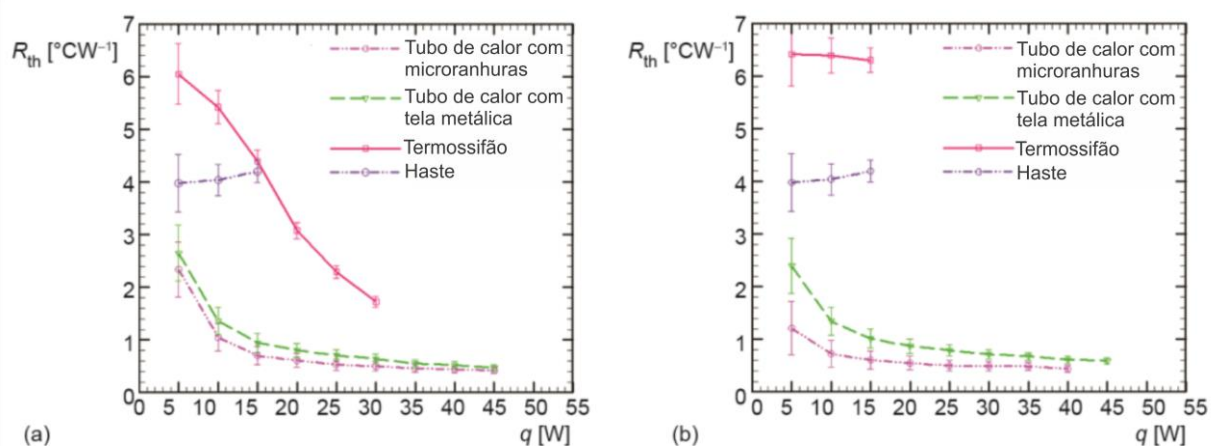 7
R_th [°CW⁻¹]
6
5
4
3
2
1
0
Tubo de calor com
microranhuras
Tubo de calor com
tela metálica
Termossifão
Haste
0 5 10 15 20 25 30 35 40 45 50 55
(a)
q [W]
7
R_th [°CW⁻¹]
6
5
4
3
2
1
0
Tubo de calor com
microranhuras
Tubo de calor com
tela metálica
Termossifão
Haste
0 5 10 15 20 25 30 35 40 45 50 55
(b)
q [W]